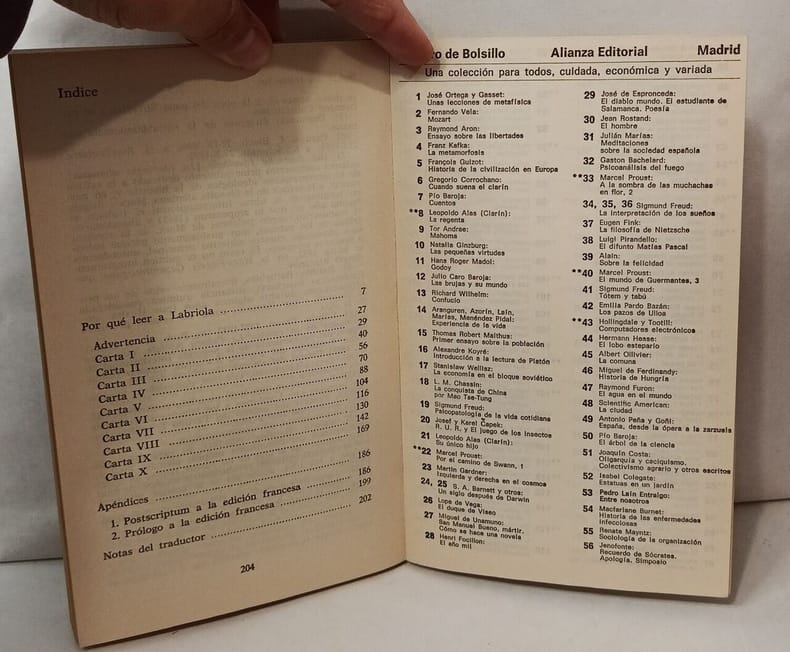 Indice
Por qué leer a Labriola ........ 7
Advertencia ........ 27
Carta I ........ 29
Carta II ........ 40
Carta III ........ 56
Carta IV ........ 70
Carta V ........ 88
Carta VI ........ 104
Carta VII ........ 116
Carta VIII ........ 130
Carta IX ........ 142
Carta X ........ 169
Apéndices ........ 186
1. Postscriptum a la edición francesa ........ 186
2. Prólogo a la edición francesa ........ 199
Notas del traductor ........ 202
204
ro de Bolsillo Alianza Editorial Madrid
Una colección para todos, cuidada, económica y variada
1 José Ortega y Gasset:
Unas lecciones de metafísica
2 Fernando Vela:
Mozart
3 Raymond Aron:
Ensayo sobre las libertades
4 Franz Kafka:
La metamorfosis
5 François Guizot:
Historia de la civilización en Europa
6 Gregorio Corrochano:
Cuando suena el clarín
7 Pío Baroja:
Cuentos
**8 Leopoldo Alas (Clarín):
La regenta
9 Tor Andrae:
Mahoma
10 Natalia Ginzburg:
Las pequeñas virtudes
11 Hans Roger Madol:
Godoy
12 Julio Caro Baroja:
Las brujas y su mundo
13 Richard Wilhelm:
Confucio
14 Aranguren, Azorín, Laín,
Marías, Menéndez Pidal:
Experiencia de la vida
15 Thomas Robert Malthus:
Primer ensayo sobre la población
16 Alexandre Koyré:
Introducción a la lectura de Platón
17 Stanislaw Wellisz:
La economía en el bloque soviético
18 L. M. Chassin:
La conquista de China
por Mao Tse-Tung
19 Sigmund Freud:
Psicopatología de la vida cotidiana
20 Josef y Karel Čapek:
R. U. R. y El juego de los insectos
21 Leopoldo Alas (Clarín):
Su único hijo
**22 Marcel Proust:
Por el camino de Swann, 1
23 Martin Gardner:
Izquierda y derecha en el cosmos
24, 25 S. A. Barnett y otros:
Un siglo después de Darwin
26 Lope de Vega:
El duque de Viseo
27 Miguel de Unamuno:
San Manuel Bueno, mártir.
Cómo se hace una novela
28 Henri Focillon:
El año mil
29 José de Espronceda:
El diablo mundo. El estudiante de
Salamanca. Poesía
30 Jean Rostand:
El hombre
31 Julián Marías:
Meditaciones
sobre la sociedad española
32 Gaston Bachelard:
Psicoanálisis del fuego
**33 Marcel Proust:
A la sombra de las muchachas
en flor, 2
34, 35, 36 Sigmund Freud:
La interpretación de los sueños
37 Eugen Fink:
La filosofía de Nietzsche
38 Luigi Pirandello:
El difunto Matías Pascal
39 Alain:
Sobre la felicidad
**40 Marcel Proust:
El mundo de Guermantes, 3
41 Sigmund Freud:
Tótem y tabú
42 Emilia Pardo Bazán:
Los pazos de Ulloa
**43 Hollingdale y Tootill:
Computadores electrónicos
44 Hermann Hesse:
El lobo estepario
45 Albert Ollivier:
La comuna
46 Miguel de Ferdinandy:
Historia de Hungría
47 Raymond Furon:
El agua en el mundo
48 Scientific American:
La ciudad
49 Antonio Peña y Goñi:
España, desde la ópera a la zarzuela
50 Pío Baroja:
El árbol de la ciencia
51 Joaquín Costa:
Oligarquía y caciquismo.
Colectivismo agrario y otros escritos
52 Isabel Colegate:
Estatuas en un jardín
53 Pedro Laín Entralgo:
Entre nosotros
54 Macfarlane Burnet:
Historia de las enfermedades
infecciosas
55 Renate Mayntz:
Sociología de la organización
56 Jenofonte:
Recuerdo de Sócrates.
Apología. Simposio